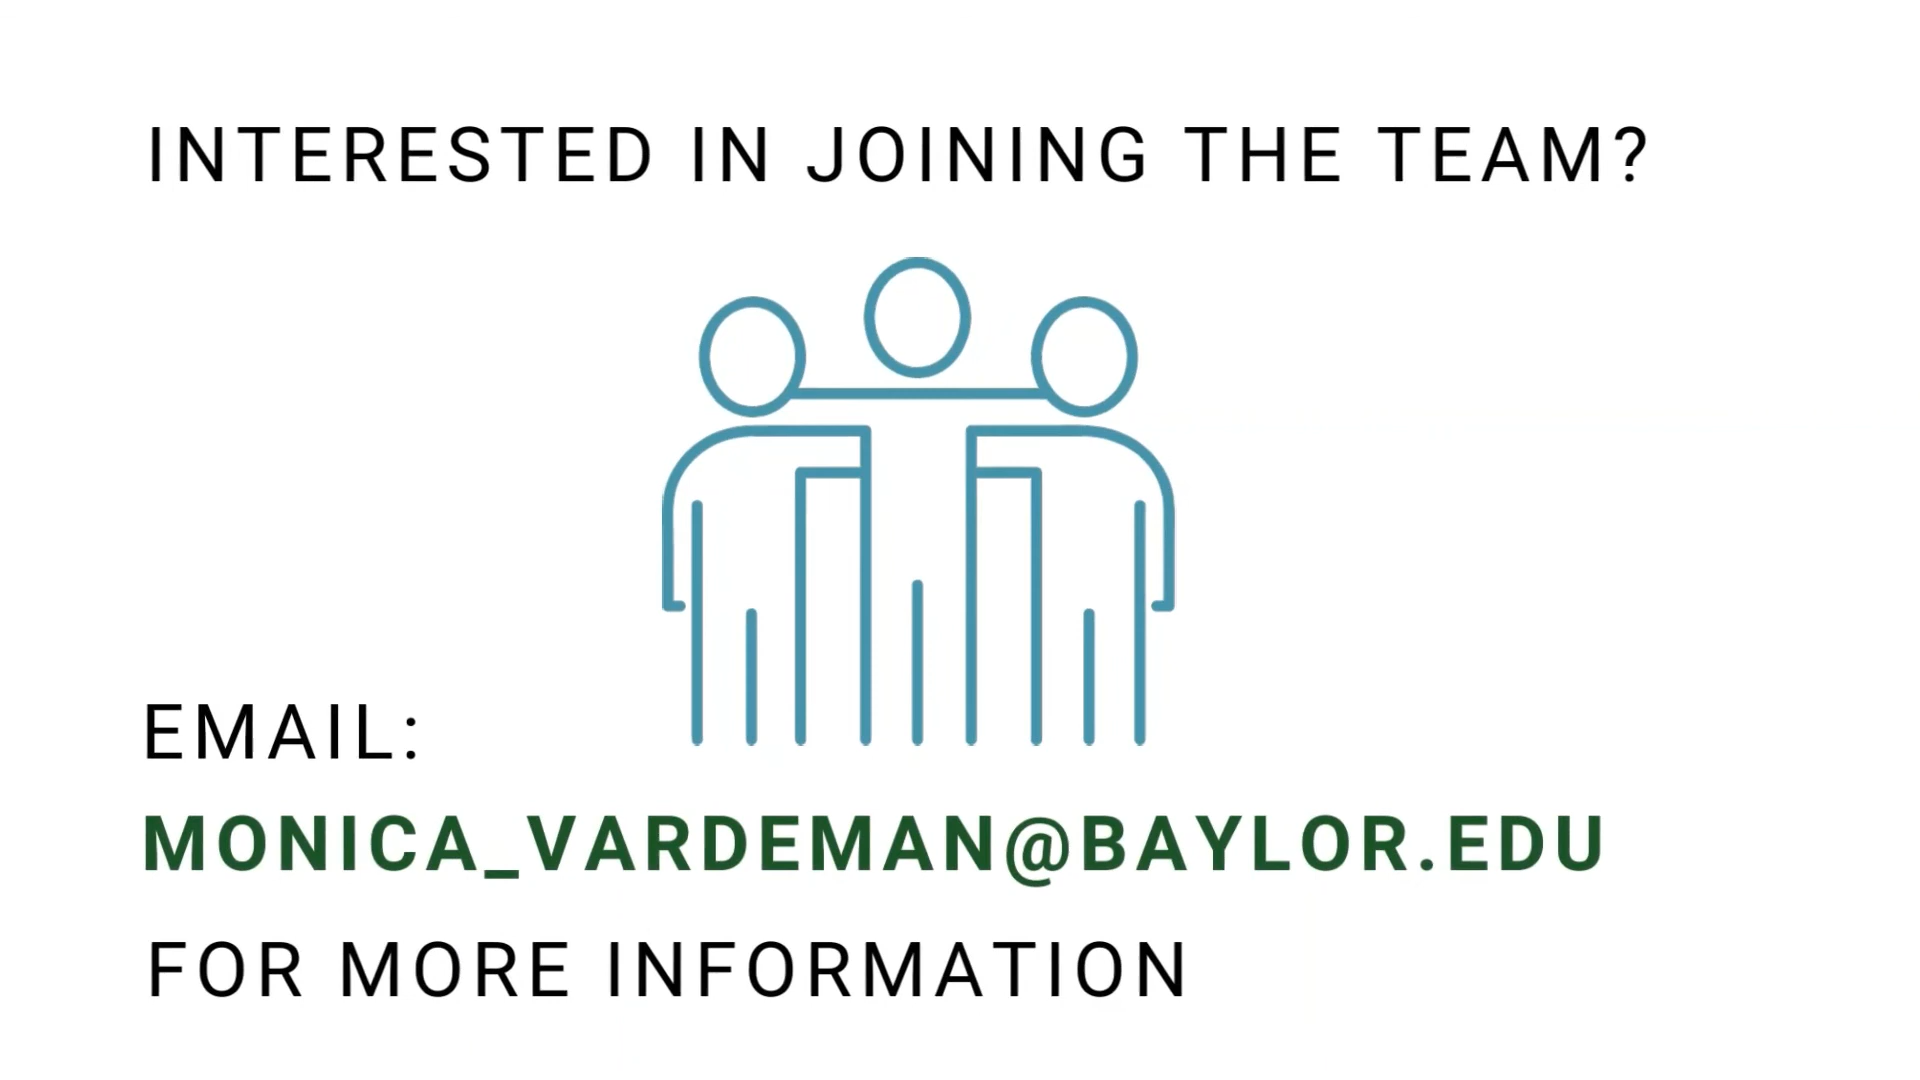 INTERESTED IN JOINING THE TEAM?
EMAIL:
MONICA_VARDEMAN@BAYLOR.EDU
FOR MORE INFORMATION